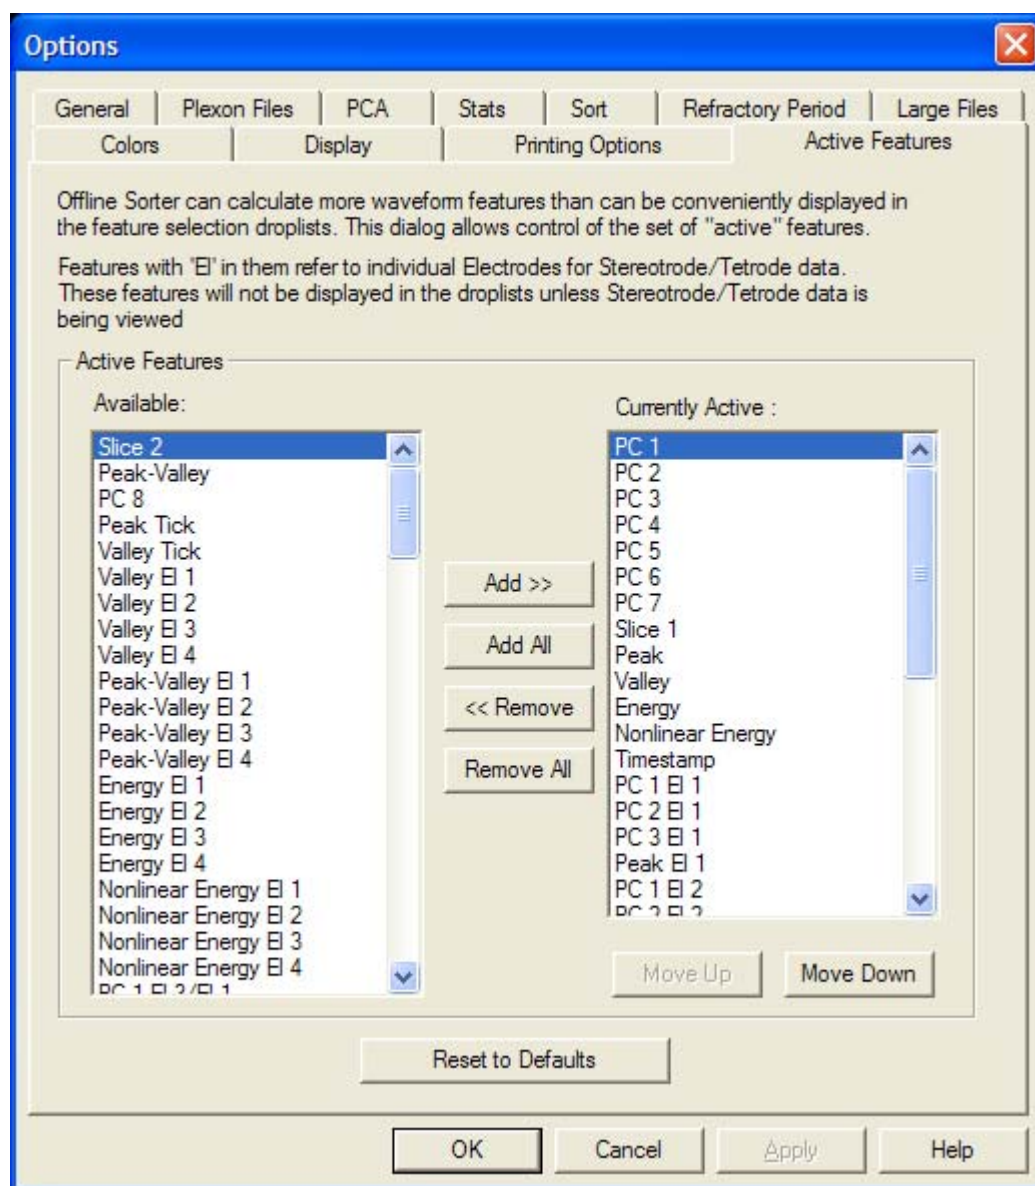 Options
General
Plexon Files
PCA
Stats
Sort
Refractory Period
Large Files
Colors
Display
Printing Options
Active Features
Offline Sorter can calculate more waveform features than can be conveniently displayed in
the feature selection droplists. This dialog allows control of the set of "active" features.
Features with 'El' in them refer to individual Electrodes for Stereotrode/Tetrode data.
These features will not be displayed in the droplists unless Stereotrode/Tetrode data is
being viewed
Active Features
Available:
Slice 2
Peak-Valley
PC 8
Peak Tick
Valley Tick
Valley El 1
Valley El 2
Valley El 3
Valley El 4
Peak-Valley El 1
Peak-Valley El 2
Peak-Valley El 3
Peak-Valley El 4
Energy El 1
Energy El 2
Energy El 3
Energy El 4
Nonlinear Energy El 1
Nonlinear Energy El 2
Nonlinear Energy El 3
Nonlinear Energy El 4
PC 1 El 3/El 1
Add >>
Add All
<< Remove
Remove All
Currently Active :
PC 1
PC 2
PC 3
PC 4
PC 5
PC 6
PC 7
Slice 1
Peak
Valley
Energy
Nonlinear Energy
Timestamp
PC 1 El 1
PC 2 El 1
PC 3 El 1
Peak El 1
PC 1 El 2
PC 2 El 2
Move Up
Move Down
Reset to Defaults
OK
Cancel
Apply
Help